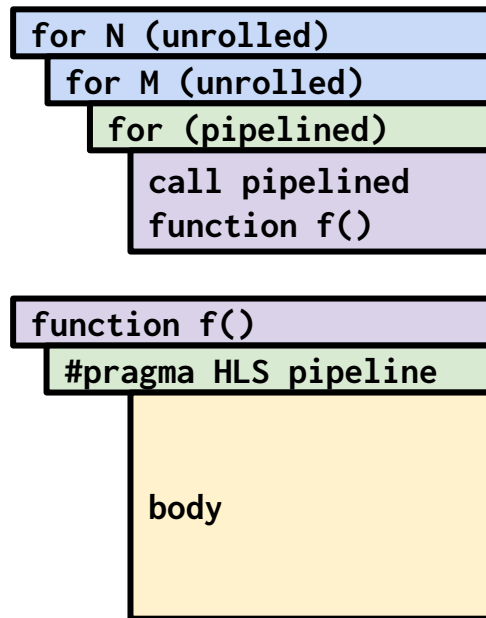 for N (unrolled)
for M (unrolled)
for (pipelined)
call pipelined
function f()
function f()
#pragma HLS pipeline
body